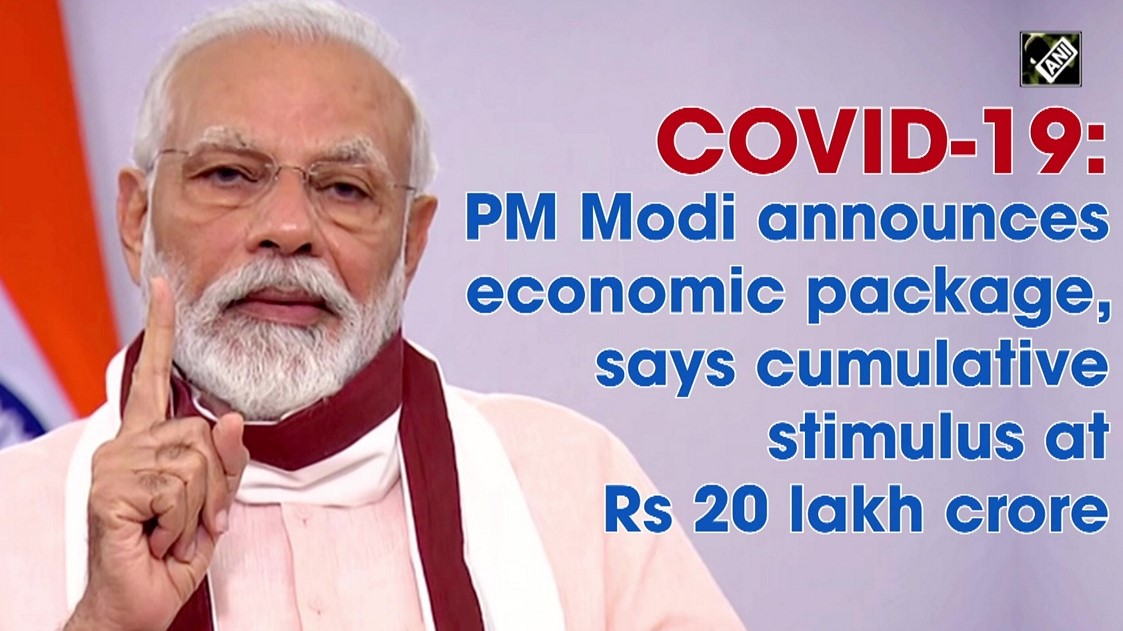 ANI
COVID-19:
PM Modi announces
economic package,
says cumulative
stimulus at
Rs 20 lakh crore